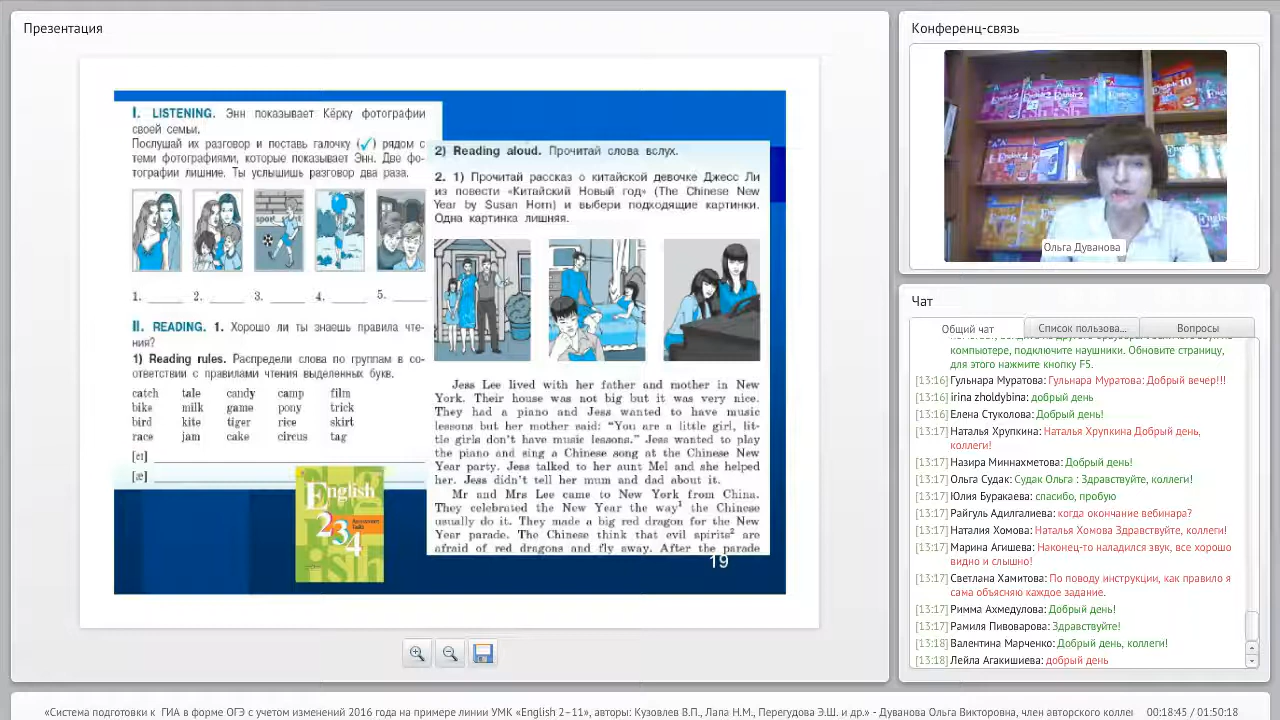 Презентация
I. LISTENING. Энн показывает Кёрку фотографии
своей семьи.
Послушай их разговор и поставь галочку (✓) рядом с
теми фотографиями, которые показывает Энн. Две фо-
тографии лишние. Ты услышишь разговор два раза.
sport
1. ______ 2. ______ 3. ______ 4. ______ 5. ______
II. READING. 1. Хорошо ли ты знаешь правила чте-
ния?
1) Reading rules. Распредели слова по группам в со-
ответствии с правилами чтения выделенных букв.
catch tale candy camp film
bike milk game pony trick
bird kite tiger rice skirt
race jam cake circus tag
[eɪ]
[æ]
English
2 3 4
2) Reading aloud. Прочитай слова вслух.
2. 1) Прочитай рассказ о китайской девочке Джесс Ли
из повести «Китайский Новый год» (The Chinese New
Year by Susan Horn) и выбери подходящие картинки.
Одна картинка лишняя.
Jess Lee lived with her father and mother in New
York. Their house was not big but it was very nice.
They had a piano and Jess wanted to have music
lessons but her mother said: “You are a little girl, lit-
tle girls don’t have music lessons.” Jess wanted to play
the piano and sing a Chinese song at the Chinese New
Year party. Jess talked to her aunt Mel and she helped
her. Jess didn’t tell her mum and dad about it.
Mr and Mrs Lee came to New York from China.
They celebrated the New Year the way¹ the Chinese
usually do it. They made a big red dragon for the New
Year parade. The Chinese think that evil spirits² are
afraid of red dragons and fly away. After the parade
19
Конференц-связь
Ольга Дуванова
Чат
Общий чат Список пользова... Вопросы
компьютере, подключите наушники. Обновите страницу,
для этого нажмите кнопку F5.
[13:16] Гульнара Муратова: Гульнара Муратова: Добрый вечер!!!
[13:16] irina zholdybina: добрый день
[13:16] Елена Стуколова: Добрый день!
[13:17] Наталья Хрупкина: Наталья Хрупкина Добрый день,
коллеги!
[13:17] Назира Миннахметова: Добрый день!
[13:17] Ольга Судак: Судак Ольга : Здравствуйте, коллеги!
[13:17] Юлия Буракаева: спасибо, пробую
[13:17] Райгуль Адилгалиева: когда окончание вебинара?
[13:17] Наталия Хомова: Наталья Хомова Здравствуйте, коллеги!
[13:17] Марина Агишева: Наконец-то наладился звук, все хорошо
видно и слышно!
[13:17] Светлана Хамитова: По поводу инструкции, как правило я
сама объясняю каждое задание.
[13:17] Римма Ахмедулова: Добрый день!
[13:17] Рамиля Пивоварова: Здравствуйте!
[13:18] Валентина Марченко: Добрый день, коллеги!
[13:18] Лейла Агакишиева: добрый день
«Система подготовки к ГИА в форме ОГЭ с учетом изменений 2016 года на примере линии УМК «English 2–11», авторы: Кузовлев В.П., Лапа Н.М., Перегудова Э.Ш. и др.» - Дуванова Ольга Викторовна, член авторского коллек 00:18:45 / 01:50:18